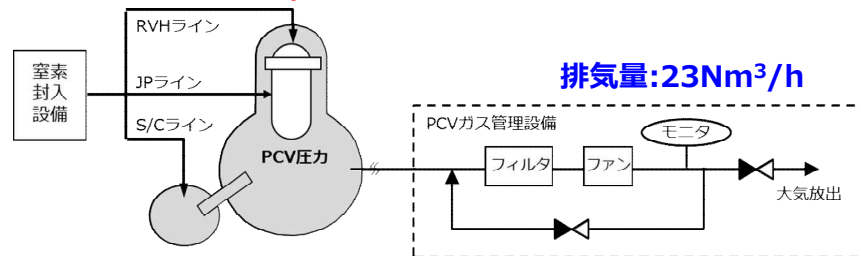 RVHライン
窒素
封入
設備
JPライン
S/Cライン
PCV圧力
排気量:23Nm³/h
PCVガス管理設備
モニタ
フィルタ
ファン
大気放出